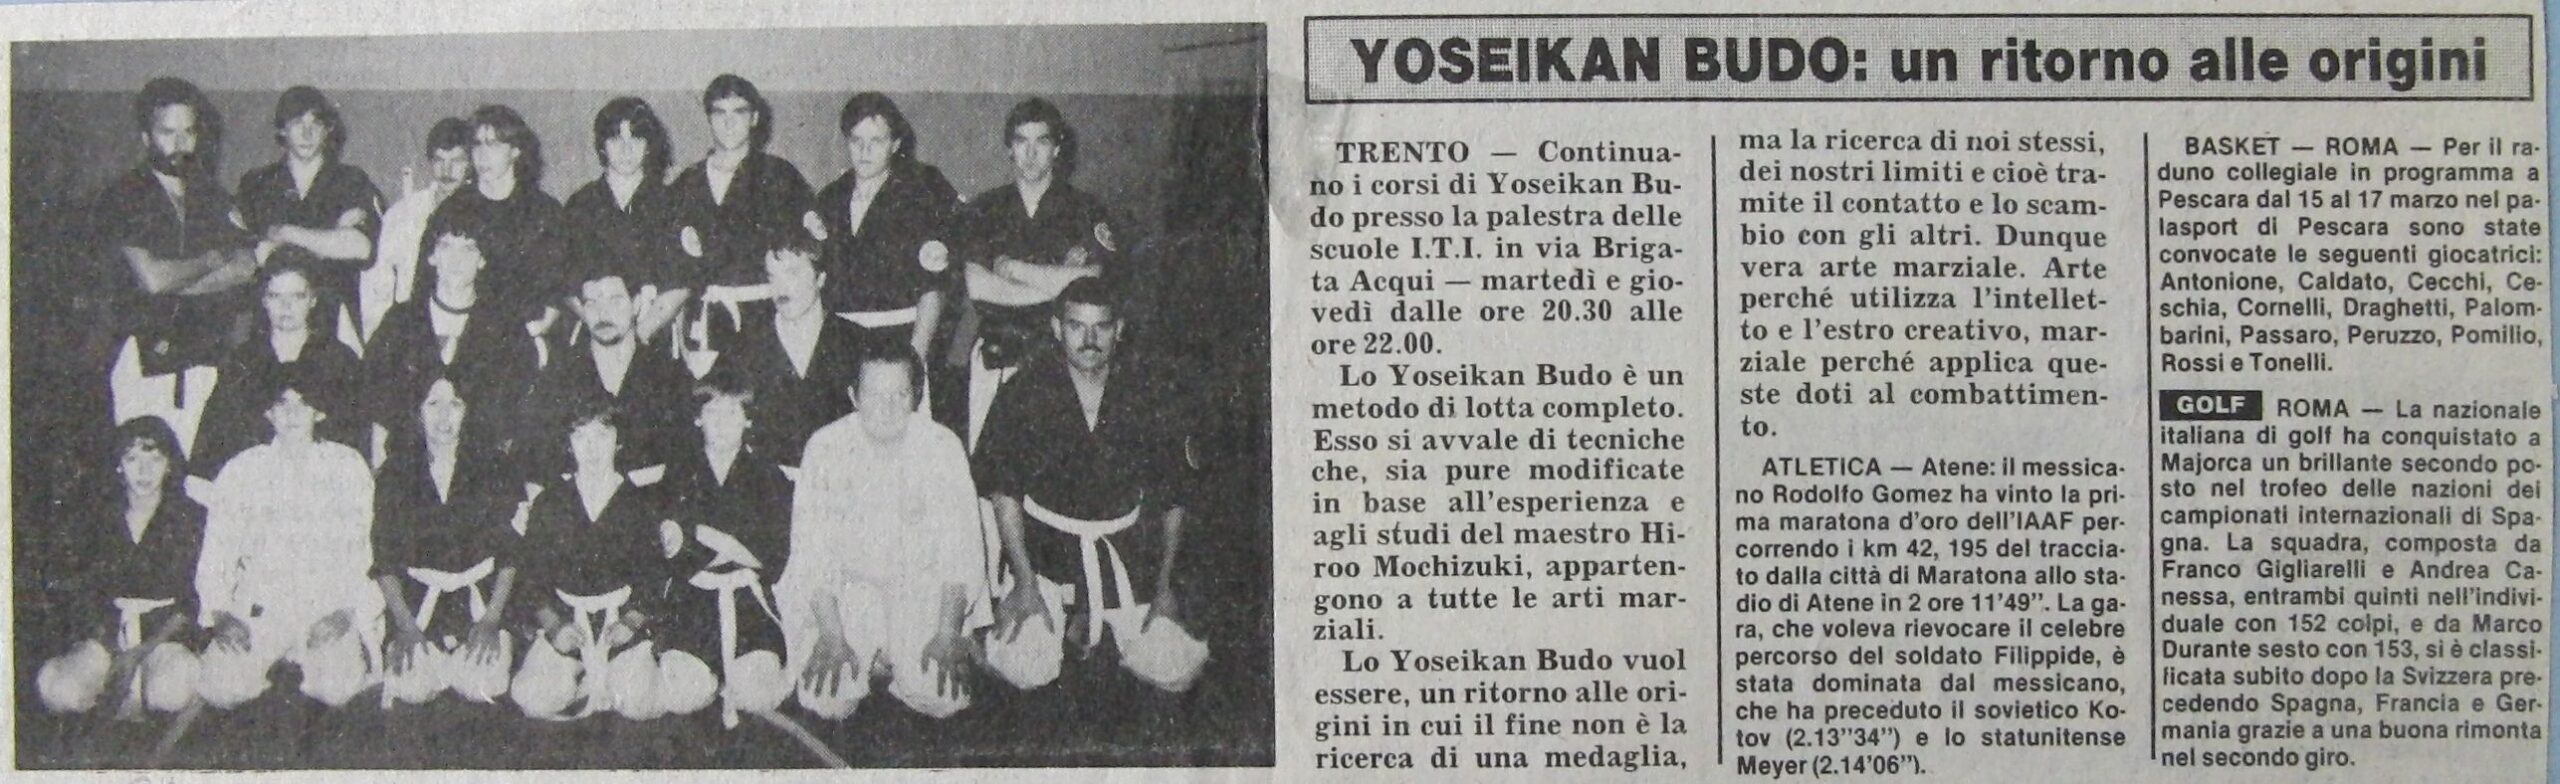 YOSEIKAN BUDO: un ritorno alle origini
TRENTO — Continua-
no i corsi di Yoseikan Bu-
do presso la palestra delle
scuole I.T.I. in via Briga-
ta Acqui — martedì e gio-
vedì dalle ore 20.30 alle
ore 22.00.
Lo Yoseikan Budo è un
metodo di lotta completo.
Esso si avvale di tecniche
che, sia pure modificate
in base all'esperienza e
agli studi del maestro Hi-
roo Mochizuki, apparten-
gono a tutte le arti mar-
ziali.
Lo Yoseikan Budo vuol
essere, un ritorno alle ori-
gini in cui il fine non è la
ricerca di una medaglia,
ma la ricerca di noi stessi,
dei nostri limiti e cioè tra-
mite il contatto e lo scam-
bio con gli altri. Dunque
vera arte marziale. Arte
perché utilizza l'intellet-
to e l'estro creativo, mar-
ziale perché applica que-
ste doti al combattimen-
to.
ATLETICA — Atene: il messica-
no Rodolfo Gomez ha vinto la pri-
ma maratona d'oro dell'IAAF per-
correndo i km 42, 195 del traccia-
to dalla città di Maratona allo sta-
dio di Atene in 2 ore 11'49". La ga-
ra, che voleva rievocare il celebre
percorso del soldato Filippide, è
stata dominata dal messicano,
che ha preceduto il sovietico Ko-
tov (2.13"34") e lo statunitense
Meyer (2.14'06").
BASKET — ROMA — Per il ra-
duno collegiale in programma a
Pescara dal 15 al 17 marzo nel pa-
lasport di Pescara sono state
convocate le seguenti giocatrici:
Antonione, Caldato, Cecchi, Ce-
schia, Cornelli, Draghetti, Palom-
barini, Passaro, Peruzzo, Pomilio,
Rossi e Tonelli.
GOLF ROMA — La nazionale
italiana di golf ha conquistato a
Majorca un brillante secondo po-
sto nel trofeo delle nazioni dei
campionati internazionali di Spa-
gna. La squadra, composta da
Franco Gigliarelli e Andrea Ca-
nessa, entrambi quinti nell'indivi-
duale con 152 colpi, e da Marco
Durante sesto con 153, si è classi-
ficata subito dopo la Svizzera pre-
cedendo Spagna, Francia e Ger-
mania grazie a una buona rimonta
nel secondo giro.